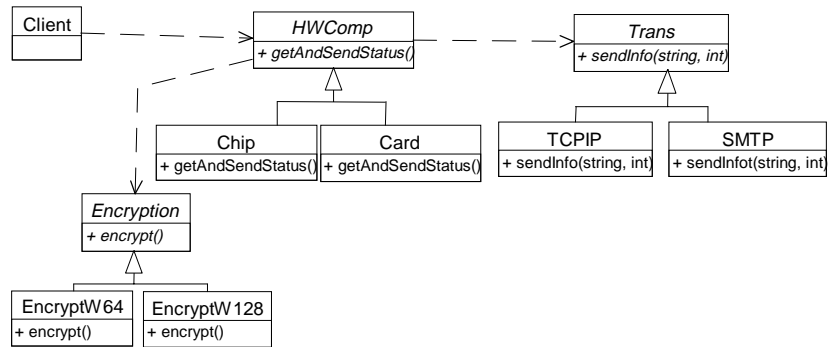 Client
HWComp
+ getAndSendStatus()
Trans
+ sendInfo(string, int)
Chip
+ getAndSendStatus()
Card
+ getAndSendStatus()
TCPIP
+ sendInfo(string, int)
SMTP
+ sendInfot(string, int)
Encryption
+ encrypt()
EncryptW64
+ encrypt()
EncryptW128
+ encrypt()